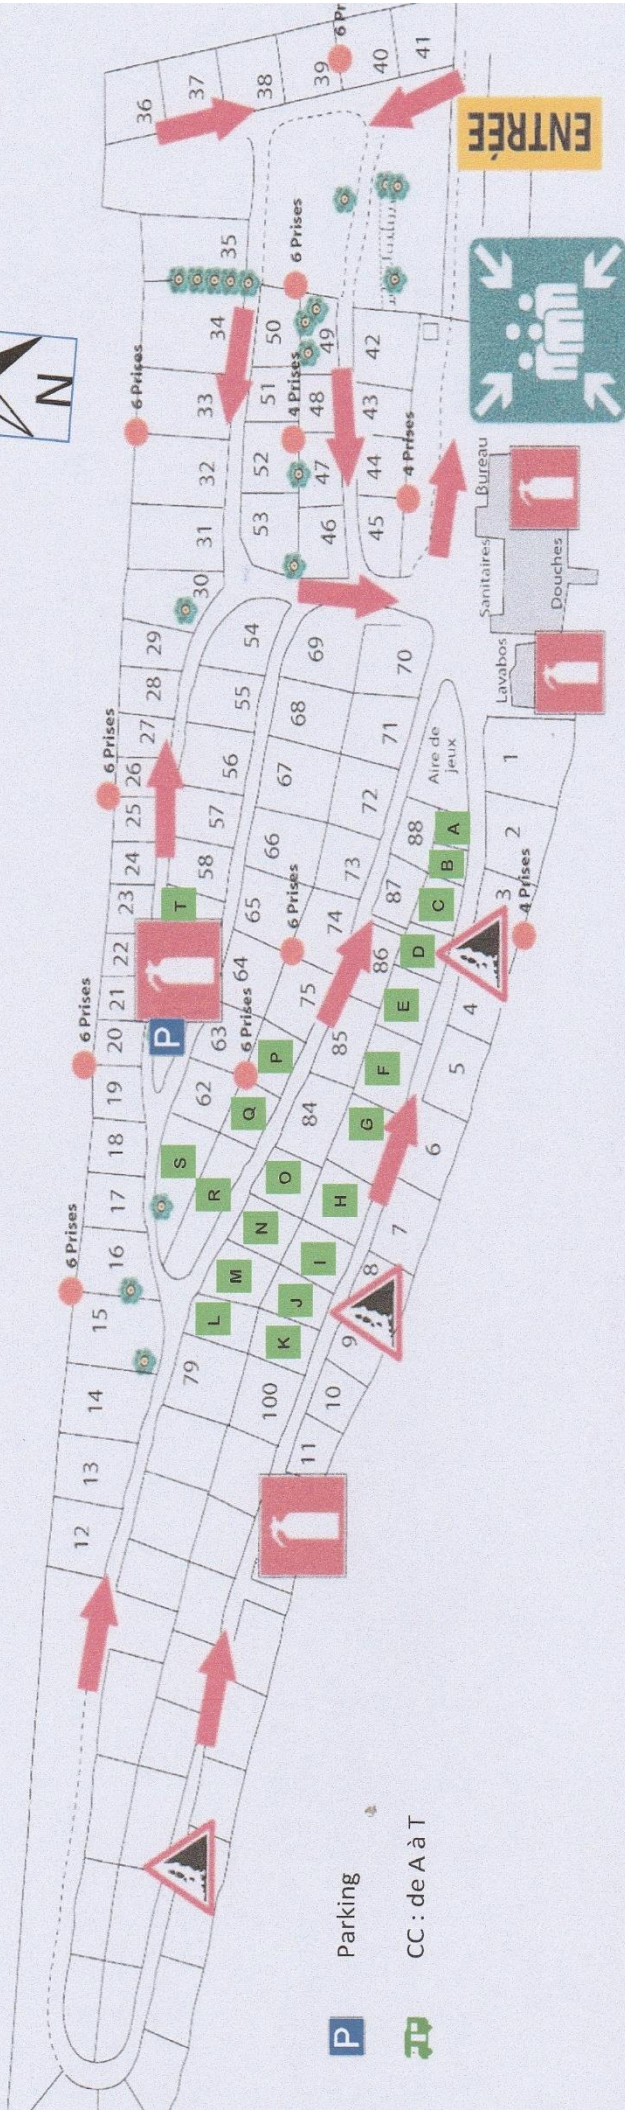 6 Pr
36
37
38
39
40
41
ENTRÉE
N
6 Prises
6 Prises
35
34
33
32
31
30
50
49
42
4 Prises
51
48
43
52
47
44
4 Prises
53
46
45
Bureau
Sanitaires
Douches
Lavabos
29
28
27
26
25
24
23
22
21
20
19
18
17
16
15
14
13
12
6 Prises
6 Prises
6 Prises
54
55
56
57
58
T
P
69
68
67
66
65
64
63
62
6 Prises
6 Prises
70
71
72
73
74
75
Aire de
jeux
88
87
86
85
84
79
100
A
B
C
D
E
F
G
H
I
J
K
L
M
N
O
P
Q
R
S
1
2
3
4 Prises
4
5
6
7
8
9
10
11
P
Parking
CC : de A à T